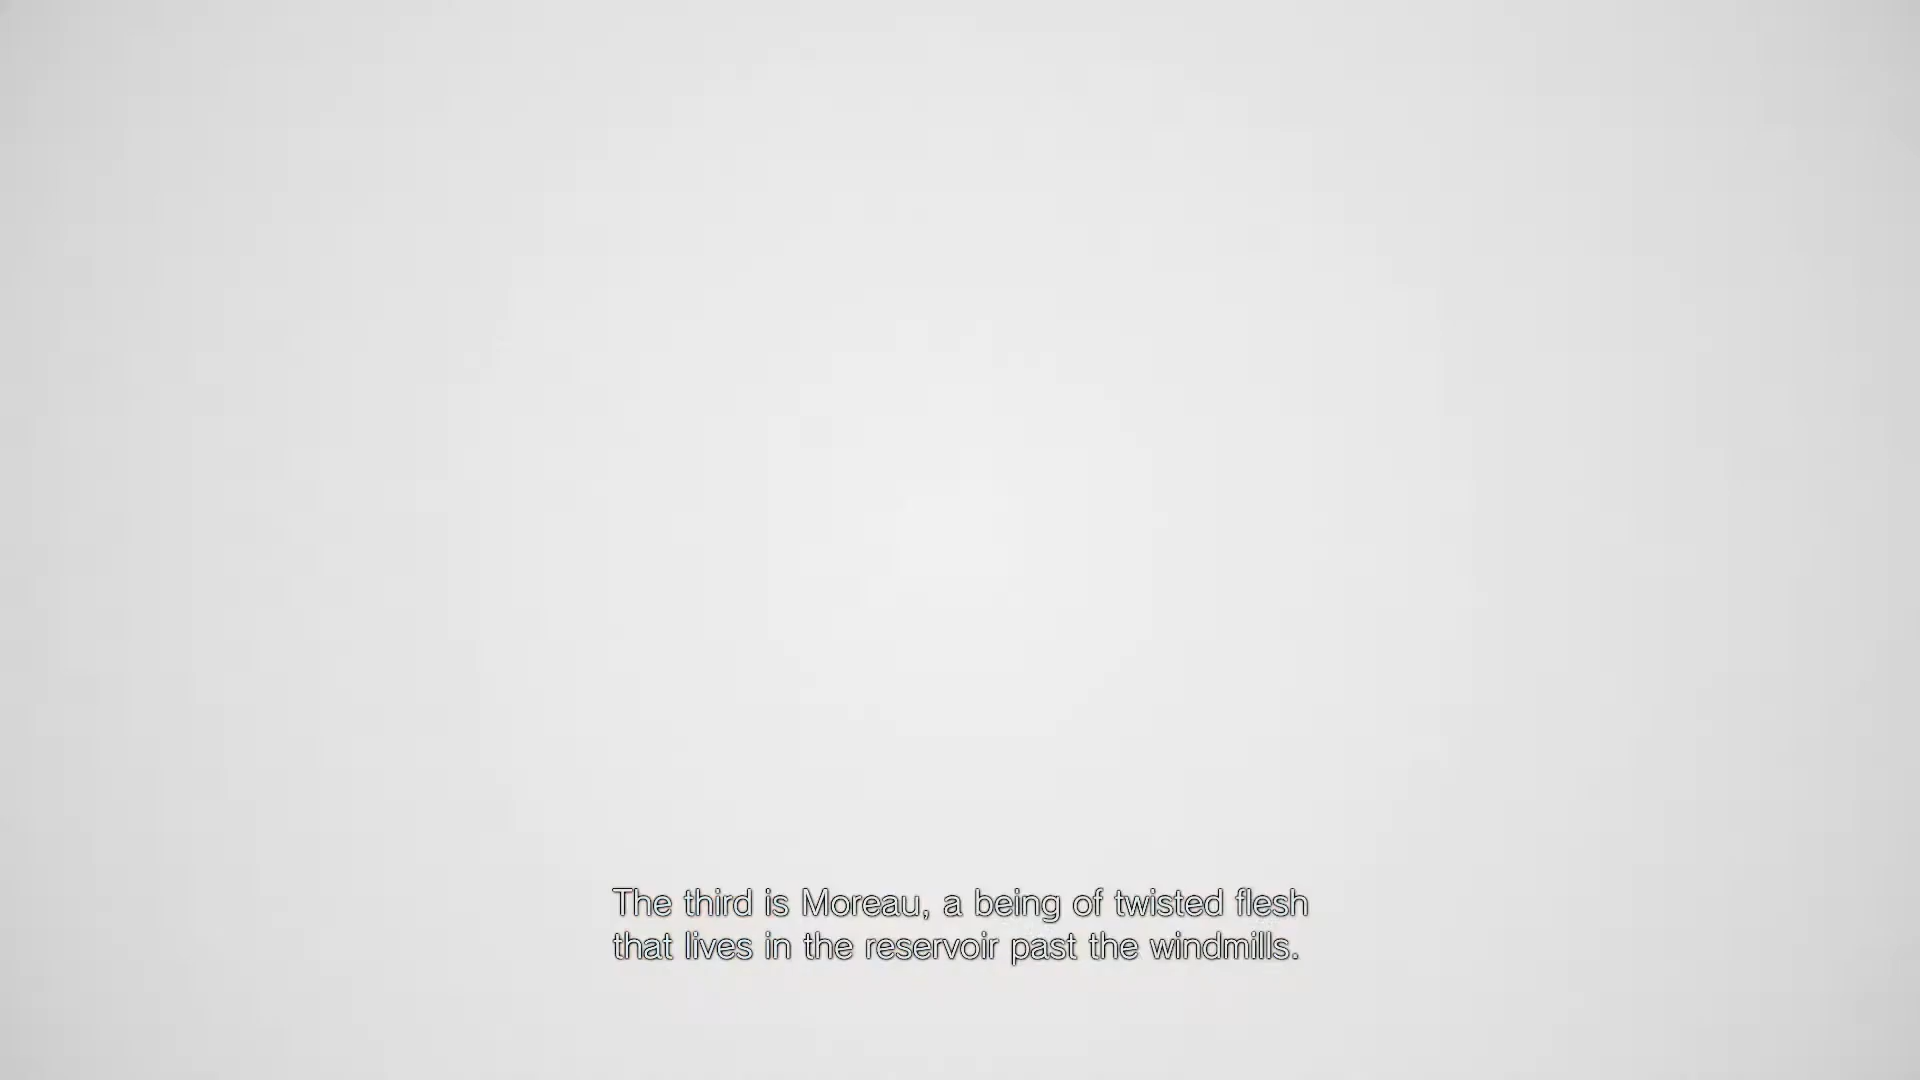 The third is Moreau, a being of twisted flesh
that lives in the reservoir past the windmills.